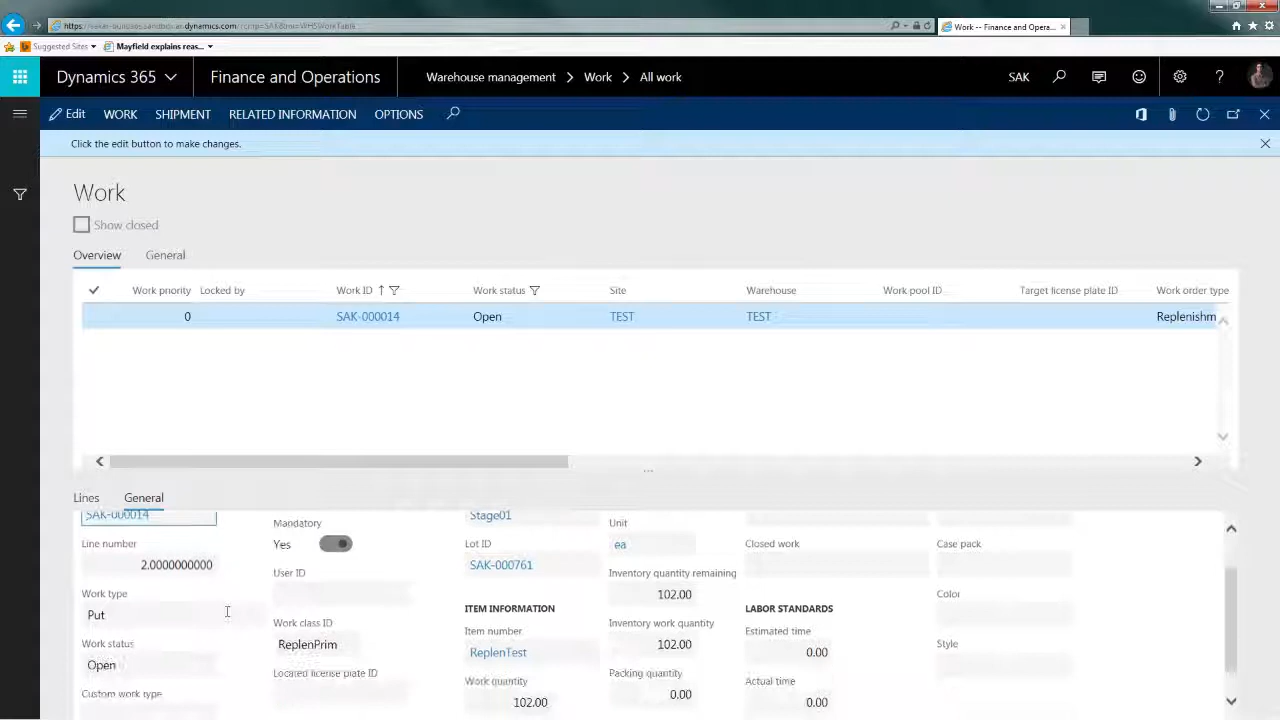 Work -- Finance and Opera...
Suggested Sites
Mayfield explains reas...
Dynamics 365
Finance and Operations
Warehouse management > Work > All work
SAK
?
Edit WORK SHIPMENT RELATED INFORMATION OPTIONS
Click the edit button to make changes.
Work
Show closed
Overview General
Work priority Locked by Work ID Work status Site Warehouse Work pool ID Target license plate ID Work order type
0 SAK-000014 Open TEST TEST Replenishm
Lines General
SAK-000014
Line number
2.0000000000
Work type
Put
Work status
Open
Custom work type
Mandatory
Yes
User ID
Work class ID
ReplenPrim
Located license plate ID
Stage01
Lot ID
SAK-000761
ITEM INFORMATION
Item number
ReplenTest
Work quantity
102.00
Unit
ea
Inventory quantity remaining
102.00
Inventory work quantity
102.00
Packing quantity
0.00
Closed work
LABOR STANDARDS
Estimated time
0.00
Actual time
0.00
Case pack
Color
Style